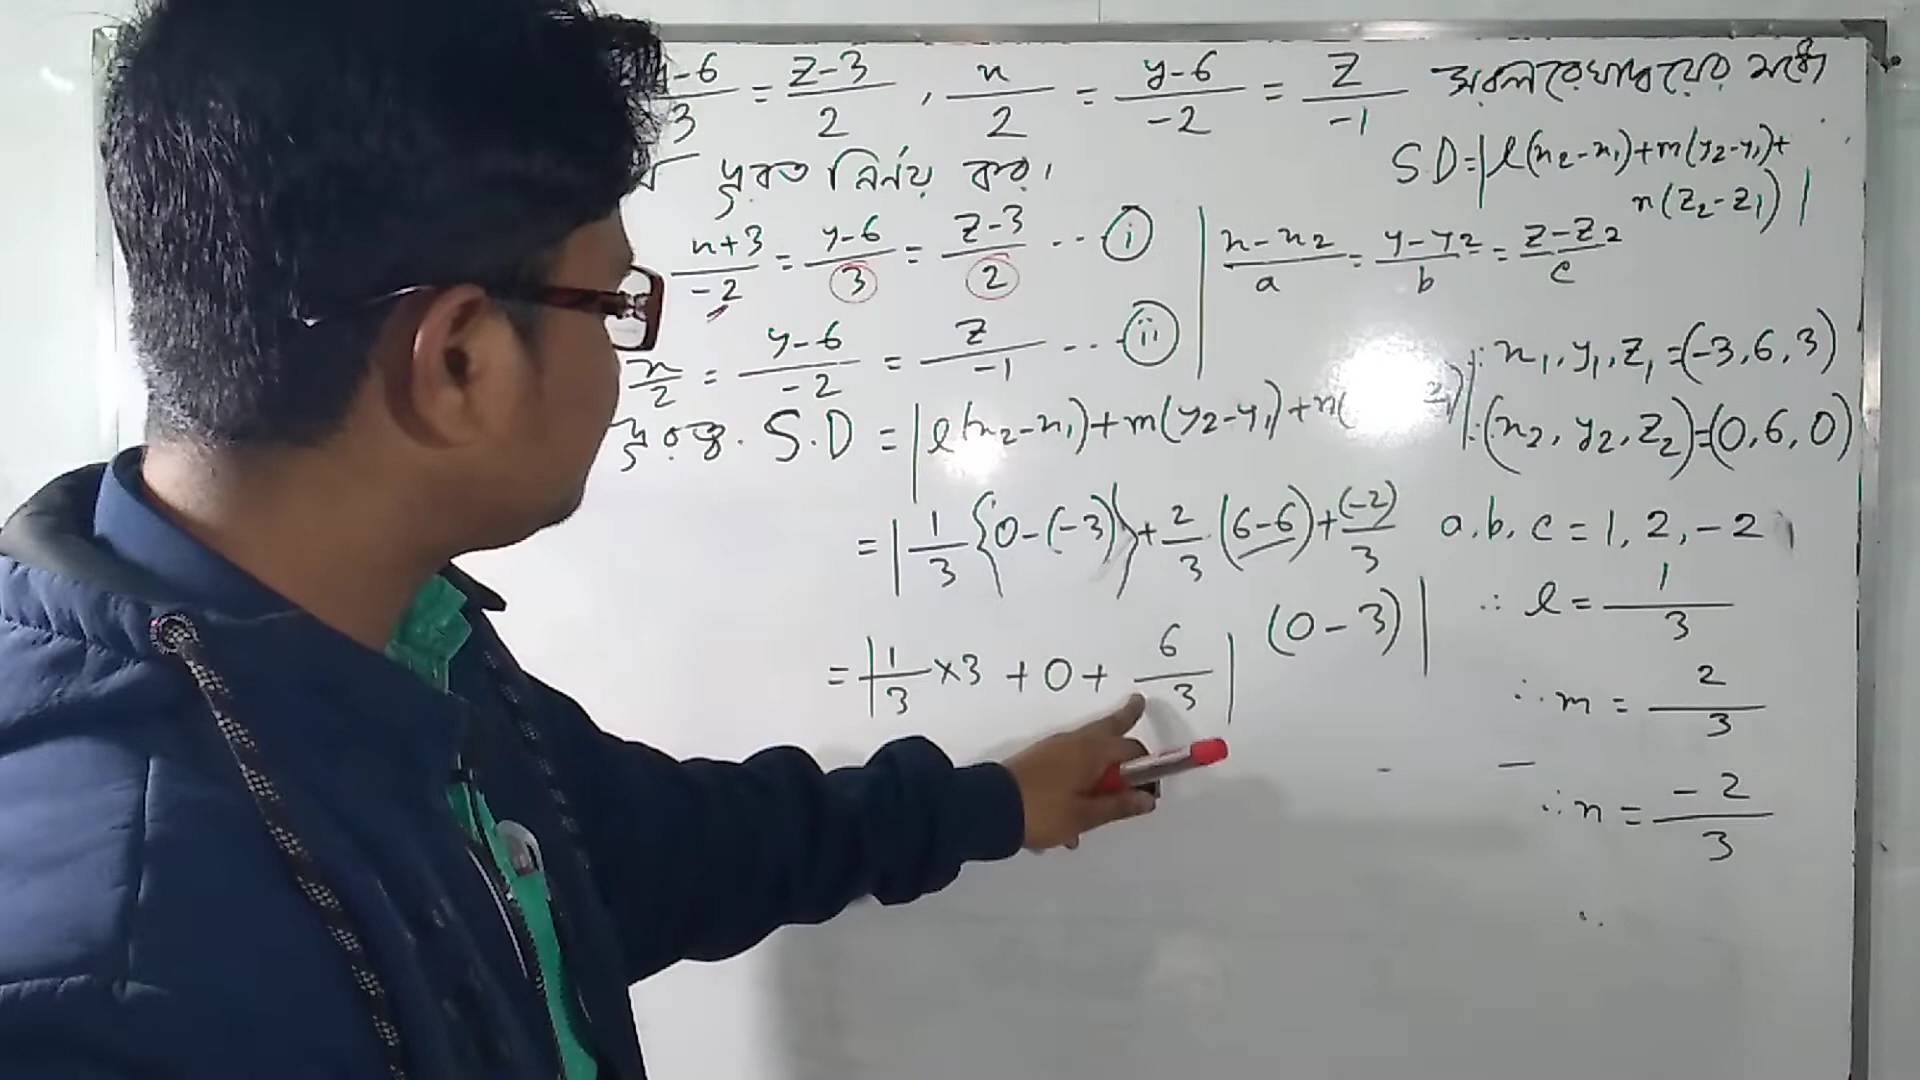 -6/3 = z-3/2 , x/2 = y-6/-2 = z/-1 সরলরেখাদ্বয়ের মধ্যে
দূরত্ব নির্ণয় কর।
SD=|l(x₂-x₁)+m(y₂-y₁)+
n(z₂-z₁)|
x+3/-2 = y-6/3 = z-3/2 ... (i)
x-x₂/a = y-y₂/b = z-z₂/c
x/2 = y-6/-2 = z/-1 ... (ii)
∴ x₁, y₁, z₁=(-3,6,3)
দূরত্ব. S.D = |l(x₂-x₁)+m(y₂-y₁)+n(
∴(x₂, y₂, z₂)=(0,6,0)
=|1/3{0-(-3)}+2/3.(6-6)+(-2)/3
(0-3)|
a.b.c=1,2,-2
∴ l=1/3
=|1/3×3+0+6/3|
∴m=2/3
∴n=-2/3